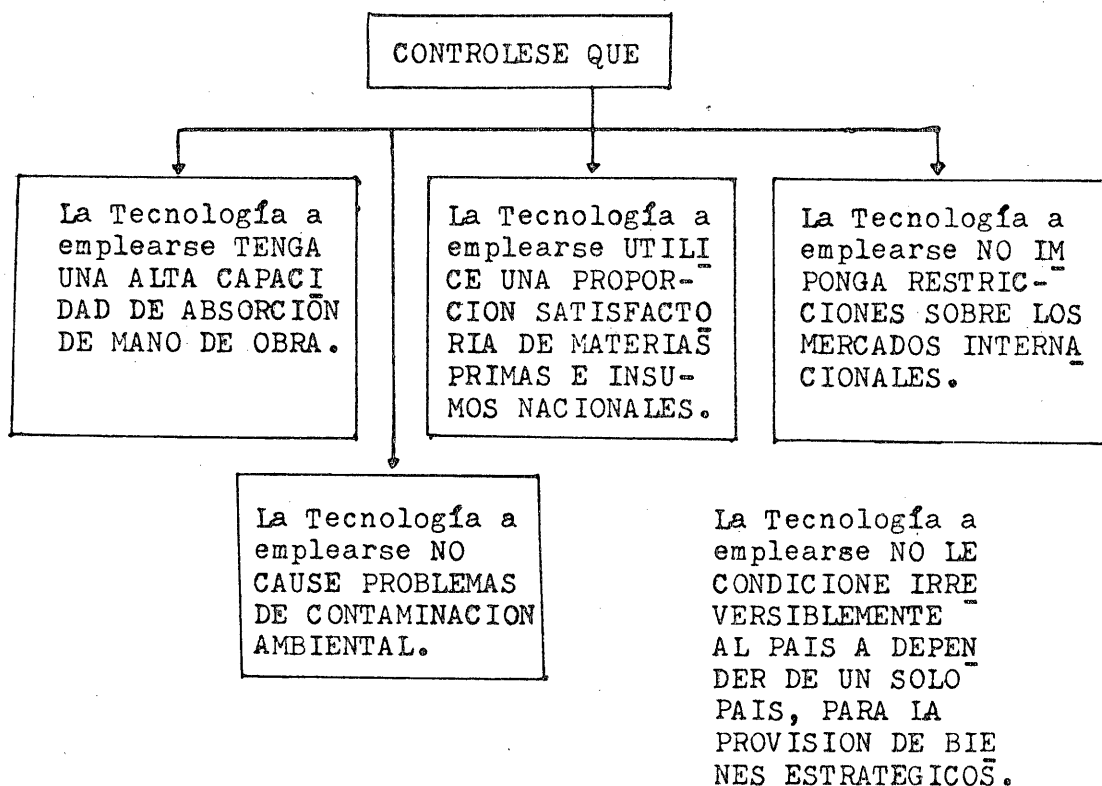 CONTROLESE QUE
La Tecnología a
emplearse TENGA
UNA ALTA CAPACI
DAD DE ABSORCIÓN
DE MANO DE OBRA.
La Tecnología a
emplearse UTILI
CE UNA PROPOR-
CION SATISFACTO
RIA DE MATERIAS
PRIMAS E INSU-
MOS NACIONALES.
La Tecnología a
emplearse NO IM
PONGA RESTRIC-
CIONES SOBRE LOS
MERCADOS INTERNA
CIONALES.
La Tecnología a
emplearse NO
CAUSE PROBLEMAS
DE CONTAMINACION
AMBIENTAL.
La Tecnología a
emplearse NO LE
CONDICIONE IRRE
VERSIBLEMENTE
AL PAIS A DEPEN
DER DE UN SOLO
PAIS, PARA LA
PROVISION DE BIE
NES ESTRATEGICOS.